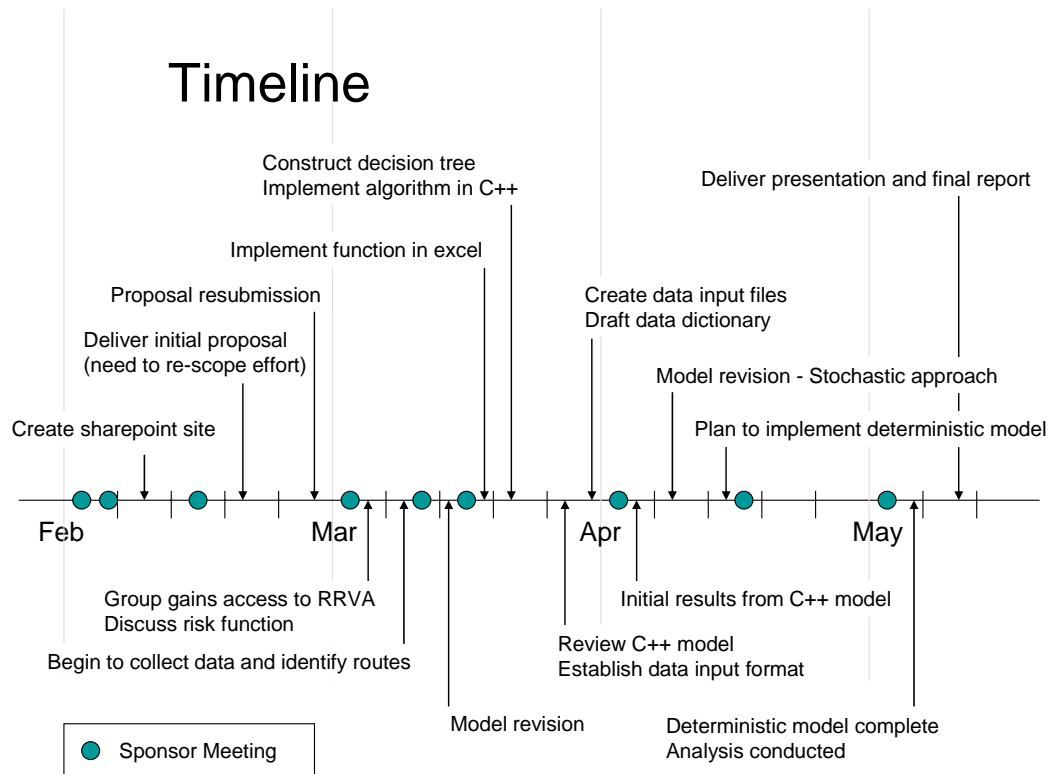 Timeline
Construct decision tree
Implement algorithm in C++
Deliver presentation and final report
Implement function in excel
Proposal resubmission
Create data input files
Draft data dictionary
Deliver initial proposal
(need to re-scope effort)
Model revision - Stochastic approach
Create sharepoint site
Plan to implement deterministic model
Feb
Mar
Apr
May
Group gains access to RRVA
Discuss risk function
Initial results from C++ model
Review C++ model
Establish data input format
Begin to collect data and identify routes
Model revision
Deterministic model complete
Analysis conducted
Sponsor Meeting